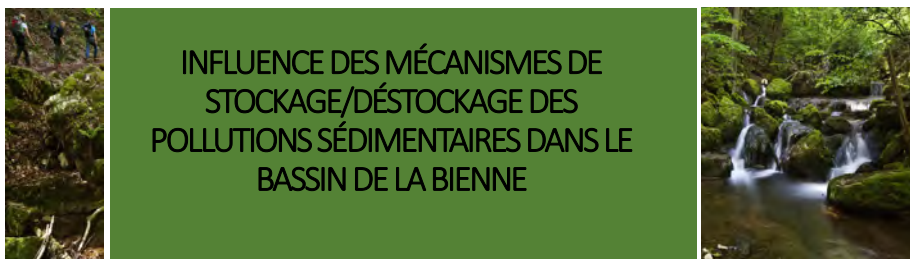 INFLUENCE DES MÉCANISMES DE
STOCKAGE/DÉSTOCKAGE DES
POLLUTIONS SÉDIMENTAIRES DANS LE
BASSIN DE LA BIENNE